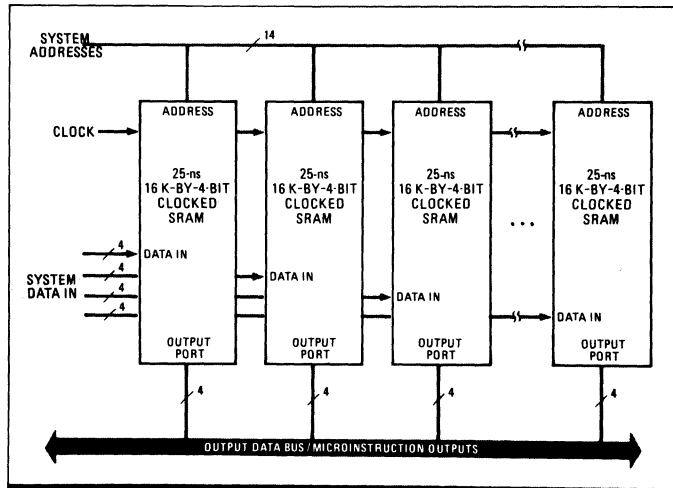 SYSTEM
ADDRESSES
14
ADDRESS
ADDRESS
ADDRESS
ADDRESS
CLOCK
25-ns
16 K-BY-4-BIT
CLOCKED
SRAM
25-ns
16 K-BY-4-BIT
CLOCKED
SRAM
25-ns
16 K-BY-4-BIT
CLOCKED
SRAM
25-ns
16 K-BY-4-BIT
CLOCKED
SRAM
...
SYSTEM
DATA IN
4
4
4
4
DATA IN
DATA IN
DATA IN
DATA IN
OUTPUT
PORT
OUTPUT
PORT
OUTPUT
PORT
OUTPUT
PORT
4
4
4
4
OUTPUT DATA BUS/MICROINSTRUCTION OUTPUTS